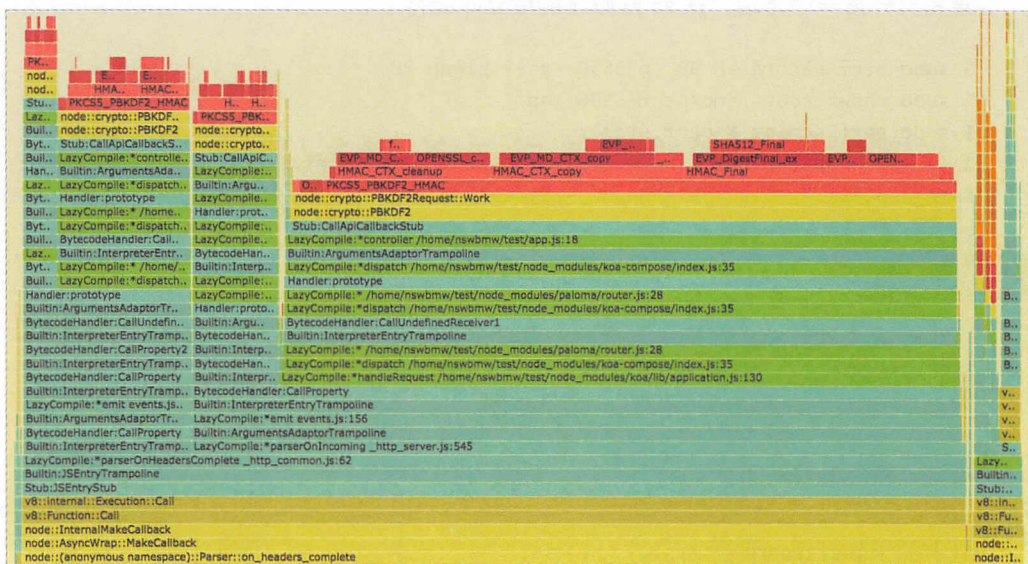 PK..
nod.. E.. E..
nod.. HMA.. HMAC..
Stu.. PKCS5_PBKDF2_HMAC H.. H..
Laz.. node::crypto::PBKDF.. PKCS5_PBK..
Buil.. node::crypto::PBKDF2 node::crypto..
Byt.. Stub:CallApiCallbackS.. node::crypto.. f.. EVP_.. SHA512_Final
Buil.. LazyCompile:*controlle.. Stub:CallApiC.. EVP_MD_C.. OPENSSL_c.. EVP_MD_CTX_copy _.. EVP_DigestFinal_ex EVP.. OPEN..
Han.. Builtin:ArgumentsAda.. LazyCompile:.. HMAC_CTX_cleanup HMAC_CTX_copy HMAC_Final
Laz.. LazyCompile:*dispatch.. Builtin:Argu.. O.. PKCS5_PBKDF2_HMAC
Byt.. Handler:prototype LazyCompile.. node::crypto::PBKDF2Request::Work
Buil.. LazyCompile:* /home.. Handler:prot.. node::crypto::PBKDF2
Byt.. LazyCompile:*dispatch.. LazyCompile:.. Stub:CallApiCallbackStub
Buil.. BytecodeHandler:Call.. LazyCompile:.. LazyCompile:*controller /home/nswbmw/test/app.js:18
Laz.. Builtin:InterpreterEntr.. BytecodeHan.. Builtin:ArgumentsAdaptorTrampoline
Byt.. LazyCompile:* /home/.. Builtin:Interp.. LazyCompile:*dispatch /home/nswbmw/test/node_modules/koa-compose/index.js:35
Buil.. LazyCompile:*dispatch.. LazyCompile:.. Handler:prototype
Handler:prototype LazyCompile:.. LazyCompile:* /home/nswbmw/test/node_modules/paloma/router.js:28 B..
Builtin:ArgumentsAdaptorTr.. Handler:proto.. LazyCompile:*dispatch /home/nswbmw/test/node_modules/koa-compose/index.js:35
BytecodeHandler:CallUndefin.. Builtin:Argu.. BytecodeHandler:CallUndefinedReceiver1 B..
Builtin:InterpreterEntryTramp.. BytecodeHan.. Builtin:InterpreterEntryTrampoline B..
BytecodeHandler:CallProperty2 Builtin:Interp.. LazyCompile:* /home/nswbmw/test/node_modules/paloma/router.js:28 B..
Builtin:InterpreterEntryTramp.. BytecodeHan.. LazyCompile:*dispatch /home/nswbmw/test/node_modules/koa-compose/index.js:35 B..
BytecodeHandler:CallProperty Builtin:Interpr.. LazyCompile:*handleRequest /home/nswbmw/test/node_modules/koa/lib/application.js:130
Builtin:InterpreterEntryTramp.. BytecodeHandler:CallProperty v..
LazyCompile:*emit events.js.. Builtin:InterpreterEntryTrampoline v..
Builtin:ArgumentsAdaptorTr.. LazyCompile:*emit events.js:156 v..
BytecodeHandler:CallProperty Builtin:ArgumentsAdaptorTrampoline v..
Builtin:InterpreterEntryTramp.. LazyCompile:*parserOnIncoming _http_server.js:545 S..
LazyCompile:*parserOnHeadersComplete _http_common.js:62 Lazy..
Builtin:JSEntryTrampoline Builtin..
Stub:JSEntryStub Stub:..
v8::internal::Execution::Call v8::in..
v8::Function::Call v8::Fu..
node::InternalMakeCallback v8::Fu..
node::AsyncWrap::MakeCallback node::..
node::(anonymous namespace)::Parser::on_headers_complete node::I..